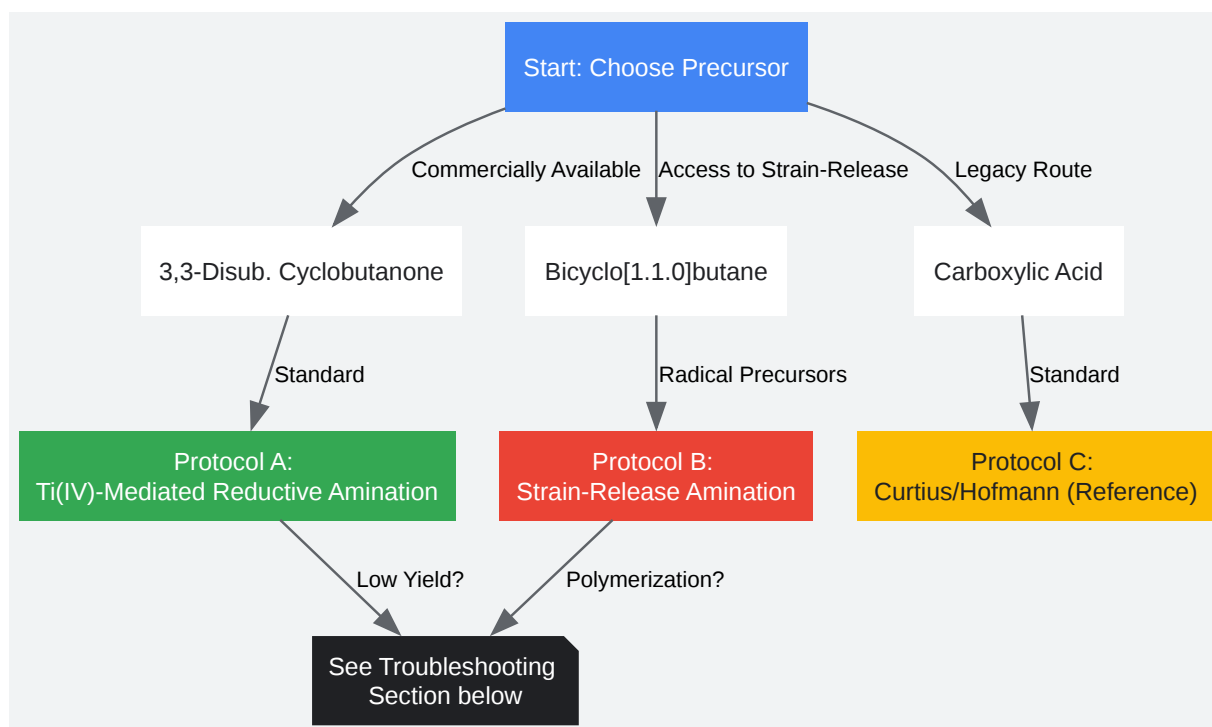 Start: Choose Precursor
Commercially Available
Access to Strain-Release
Legacy Route
3,3-Disub. Cyclobutanone
Bicyclo[1.1.0]butane
Carboxylic Acid
Standard
Radical Precursors
Standard
Protocol A:
Ti(IV)-Mediated Reductive Amination
Protocol B:
Strain-Release Amination
Protocol C:
Curtius/Hofmann (Reference)
Low Yield?
Polymerization?
See Troubleshooting
Section below